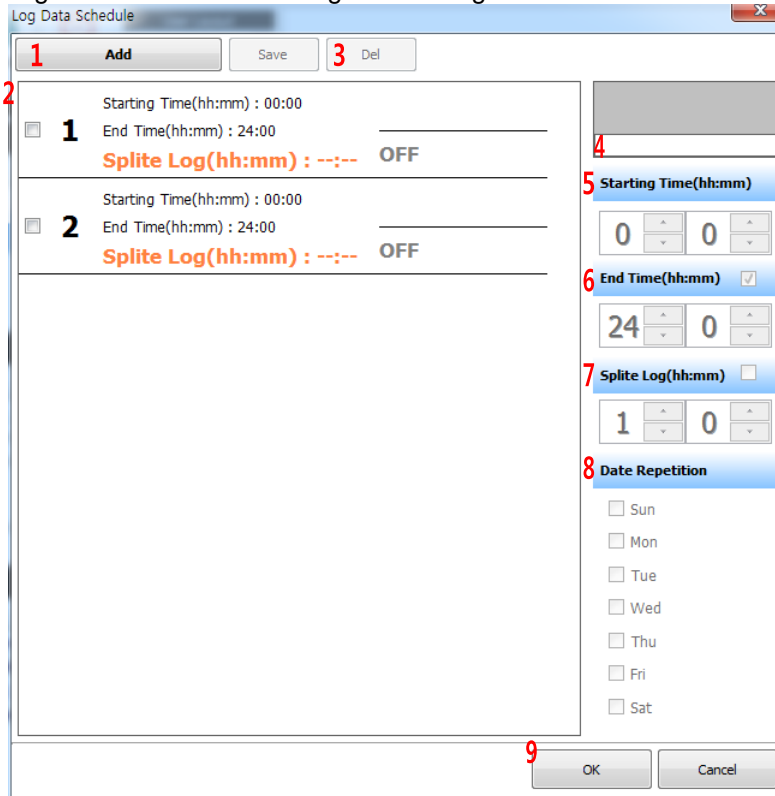 Log Data Schedule
1 Add Save 3 Del
2
Starting Time(hh:mm) : 00:00
1 End Time(hh:mm) : 24:00
Splite Log(hh:mm) : --:-- OFF
Starting Time(hh:mm) : 00:00
2 End Time(hh:mm) : 24:00
Splite Log(hh:mm) : --:-- OFF
4
5 Starting Time(hh:mm)
0 0
6 End Time(hh:mm)
24 0
7 Splite Log(hh:mm)
1 0
8 Date Repetition
Sun
Mon
Tue
Wed
Thu
Fri
Sat
9 OK Cancel